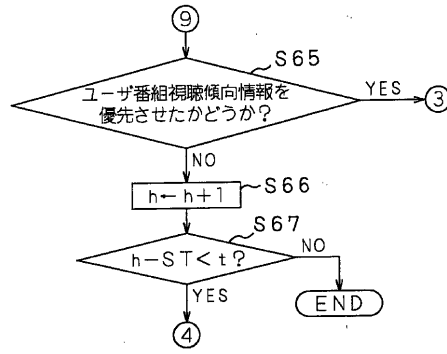 ⑨
S65
ユーザ番組視聴傾向情報を
優先させたかどうか？
YES
③
NO
h←h+1
S66
S67
h-ST<t?
NO
YES
END
④